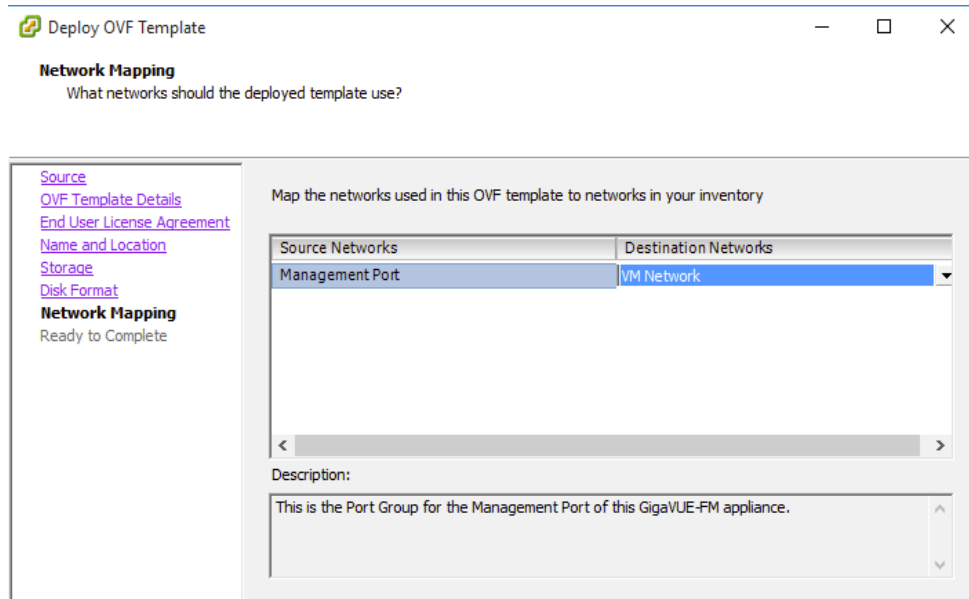 Deploy OVF Template
Network Mapping
What networks should the deployed template use?
Source
OVF Template Details
End User License Agreement
Name and Location
Storage
Disk Format
Network Mapping
Ready to Complete
Map the networks used in this OVF template to networks in your inventory
Source Networks Destination Networks
Management Port VM Network
Description:
This is the Port Group for the Management Port of this GigaVUE-FM appliance.